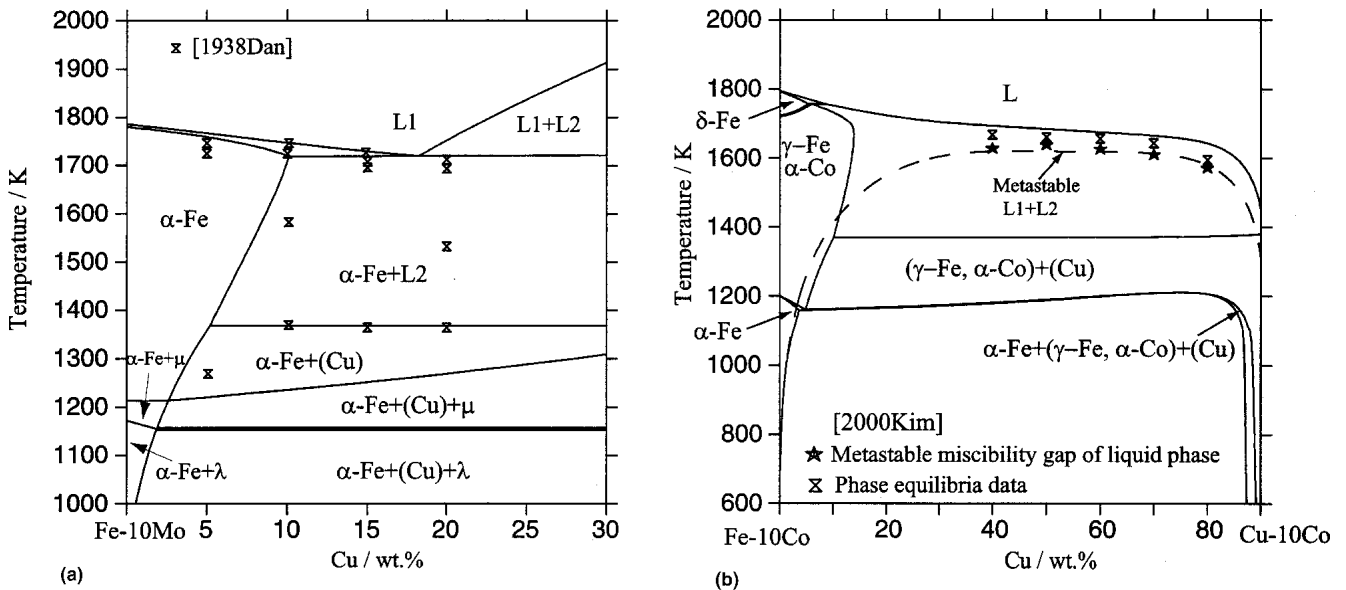 2000
1900
1800
1700
1600
1500
1400
1300
1200
1100
1000
Temperature / K
[1938Dan]
L1
L1+L2
α-Fe
α-Fe+L2
α-Fe+μ
α-Fe+(Cu)
α-Fe+(Cu)+μ
α-Fe+λ
α-Fe+(Cu)+λ
Fe-10Mo
5
10
15
20
25
30
Cu / wt.%
(a)
2000
1800
1600
1400
1200
1000
800
600
Temperature / K
L
δ-Fe
γ–Fe
α-Co
Metastable
L1+L2
(γ–Fe, α-Co)+(Cu)
α-Fe
α-Fe+(γ–Fe, α-Co)+(Cu)
[2000Kim]
Metastable miscibility gap of liquid phase
Phase equilibria data
Fe-10Co
20
40
60
80
Cu-10Co
Cu / wt.%
(b)